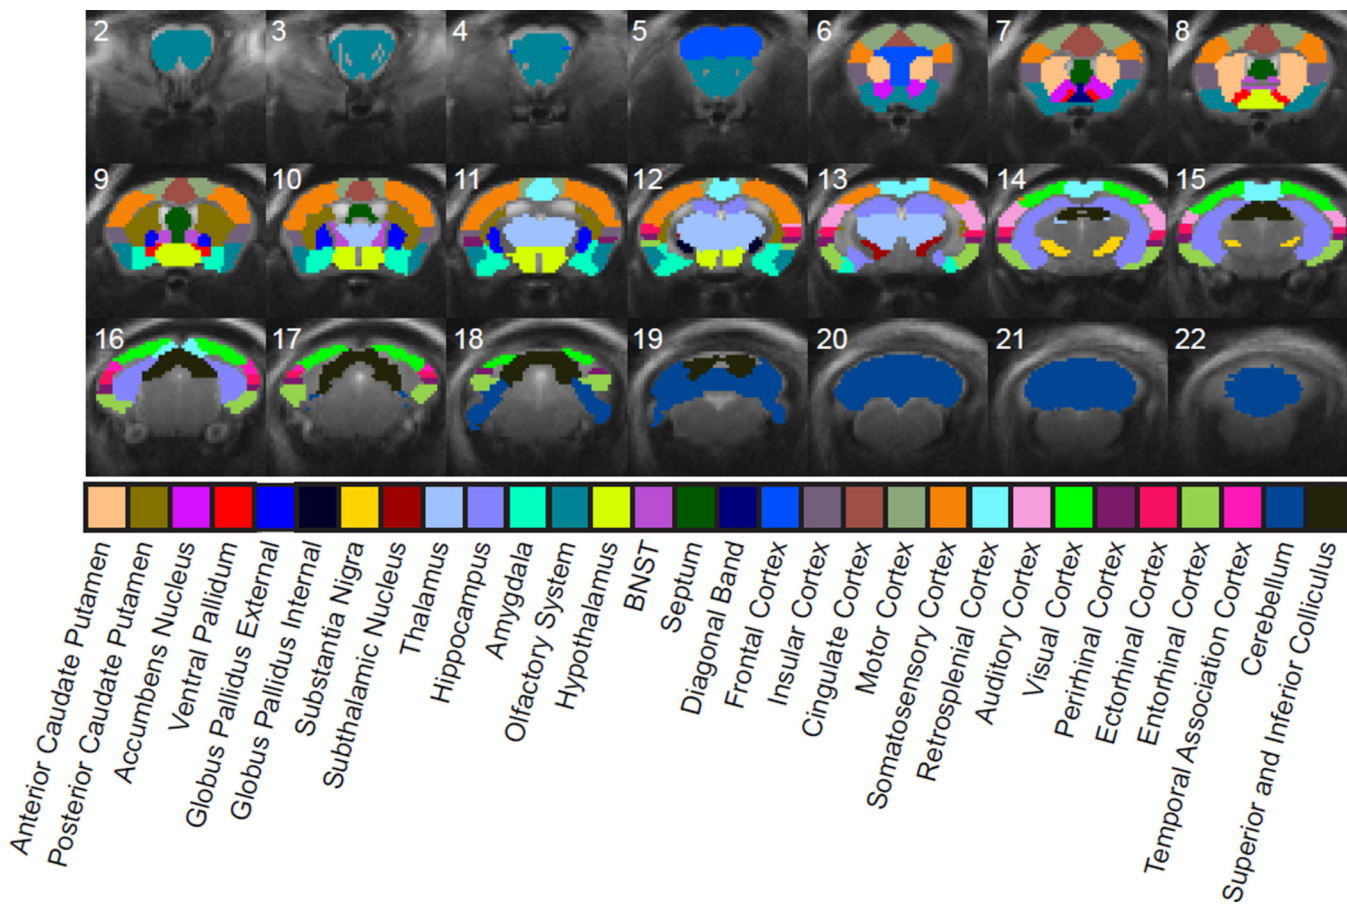 2 3 4 5 6 7 8
9 10 11 12 13 14 15
16 17 18 19 20 21 22
Anterior Caudate Putamen
Posterior Caudate Putamen
Accumbens Nucleus
Ventral Pallidum
Globus Pallidus External
Globus Pallidus Internal
Substantia Nigra
Subthalamic Nucleus
Thalamus
Hippocampus
Amygdala
Olfactory System
Hypothalamus
BNST
Septum
Diagonal Band
Frontal Cortex
Insular Cortex
Cingulate Cortex
Motor Cortex
Somatosensory Cortex
Retrosplenial Cortex
Auditory Cortex
Visual Cortex
Perirhinal Cortex
Ectorhinal Cortex
Entorhinal Cortex
Temporal Association Cortex
Cerebellum
Superior and Inferior Colliculus